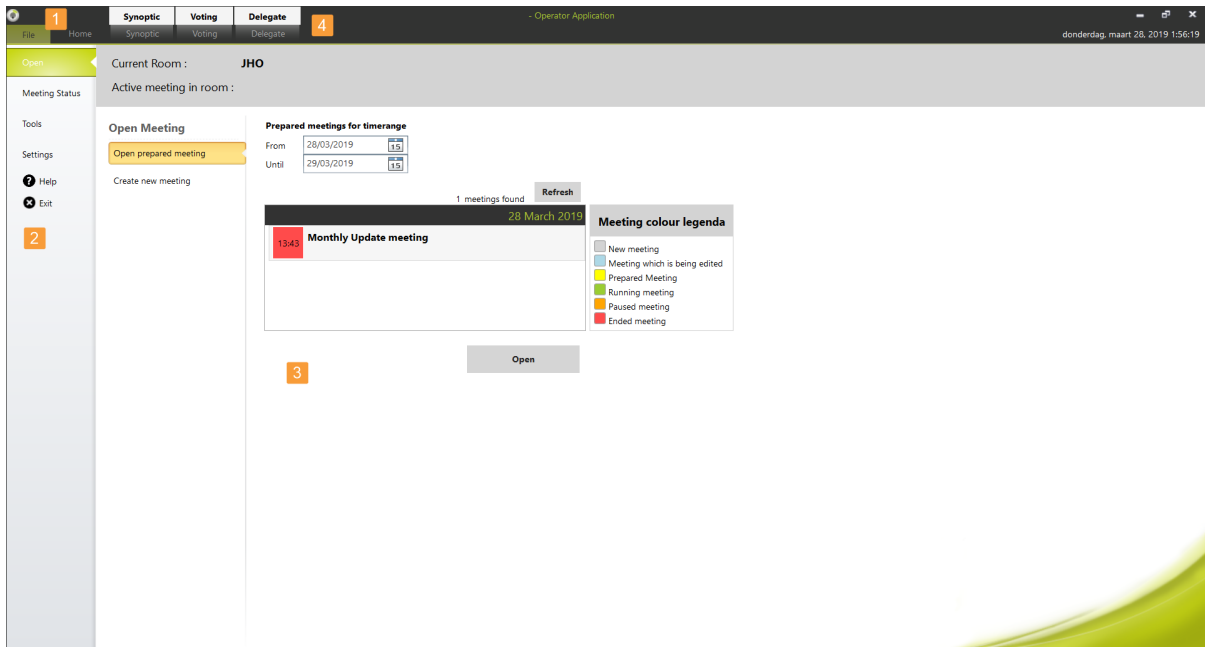 1
Synoptic Voting Delegate
- Operator Application
File Home Synoptic Voting Delegate 4
donderdag, maart 28, 2019 1:56:19
Open
Meeting Status
Tools
Settings
Help
Exit
2
Current Room : JHO
Active meeting in room :
Open Meeting
Open prepared meeting
Create new meeting
Prepared meetings for timerange
From 28/03/2019 15
Until 29/03/2019 15
1 meetings found Refresh
28 March 2019
13:43 Monthly Update meeting
Meeting colour legenda
New meeting
Meeting which is being edited
Prepared Meeting
Running meeting
Paused meeting
Ended meeting
Open
3